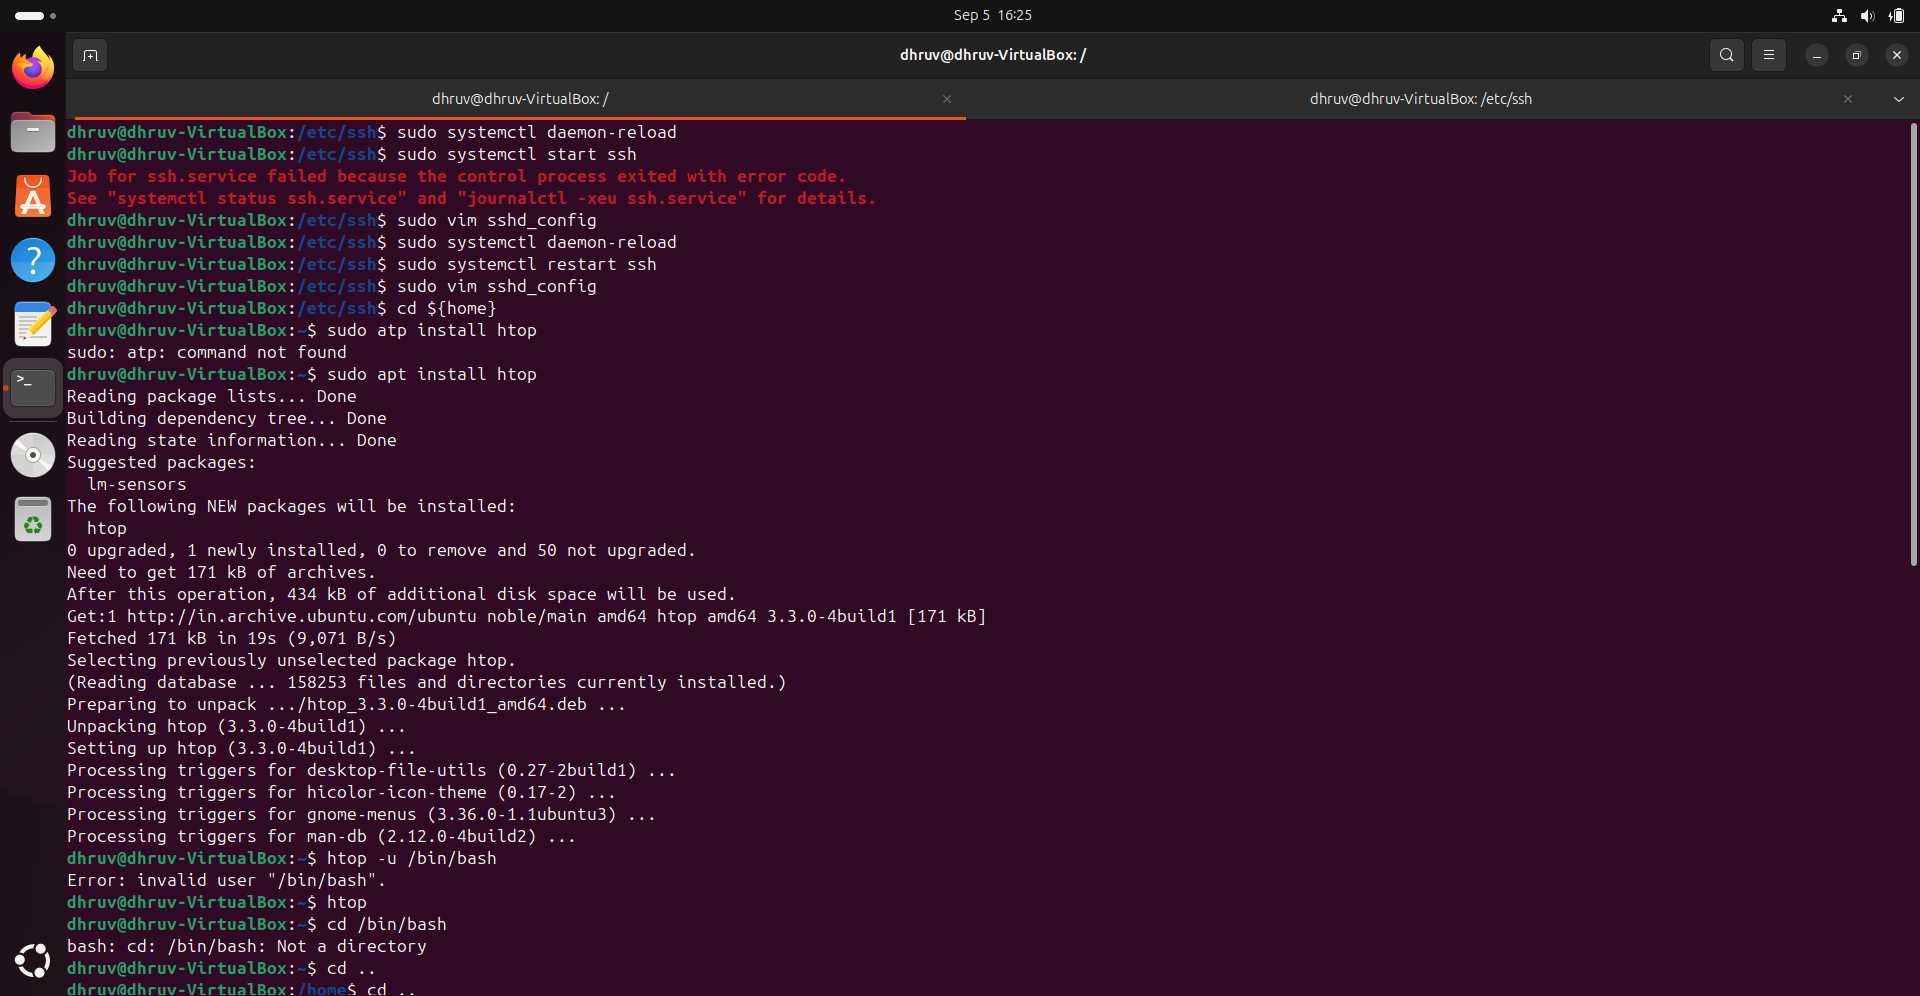 Sep 5 16:25
dhruv@dhruv-VirtualBox: /
dhruv@dhruv-VirtualBox: /
dhruv@dhruv-VirtualBox: /etc/ssh
dhruv@dhruv-VirtualBox:/etc/ssh$ sudo systemctl daemon-reload
dhruv@dhruv-VirtualBox:/etc/ssh$ sudo systemctl start ssh
Job for ssh.service failed because the control process exited with error code.
See "systemctl status ssh.service" and "journalctl -xeu ssh.service" for details.
dhruv@dhruv-VirtualBox:/etc/ssh$ sudo vim sshd_config
dhruv@dhruv-VirtualBox:/etc/ssh$ sudo systemctl daemon-reload
dhruv@dhruv-VirtualBox:/etc/ssh$ sudo systemctl restart ssh
dhruv@dhruv-VirtualBox:/etc/ssh$ sudo vim sshd_config
dhruv@dhruv-VirtualBox:/etc/ssh$ cd ${home}
dhruv@dhruv-VirtualBox:~$ sudo atp install htop
sudo: atp: command not found
dhruv@dhruv-VirtualBox:~$ sudo apt install htop
Reading package lists... Done
Building dependency tree... Done
Reading state information... Done
Suggested packages:
  lm-sensors
The following NEW packages will be installed:
  htop
0 upgraded, 1 newly installed, 0 to remove and 50 not upgraded.
Need to get 171 kB of archives.
After this operation, 434 kB of additional disk space will be used.
Get:1 http://in.archive.ubuntu.com/ubuntu noble/main amd64 htop amd64 3.3.0-4build1 [171 kB]
Fetched 171 kB in 19s (9,071 B/s)
Selecting previously unselected package htop.
(Reading database ... 158253 files and directories currently installed.)
Preparing to unpack .../htop_3.3.0-4build1_amd64.deb ...
Unpacking htop (3.3.0-4build1) ...
Setting up htop (3.3.0-4build1) ...
Processing triggers for desktop-file-utils (0.27-2build1) ...
Processing triggers for hicolor-icon-theme (0.17-2) ...
Processing triggers for gnome-menus (3.36.0-1.1ubuntu3) ...
Processing triggers for man-db (2.12.0-4build2) ...
dhruv@dhruv-VirtualBox:~$ htop -u /bin/bash
Error: invalid user "/bin/bash".
dhruv@dhruv-VirtualBox:~$ htop
dhruv@dhruv-VirtualBox:~$ cd /bin/bash
bash: cd: /bin/bash: Not a directory
dhruv@dhruv-VirtualBox:~$ cd ..
dhruv@dhruv-VirtualBox:/home$ cd ..